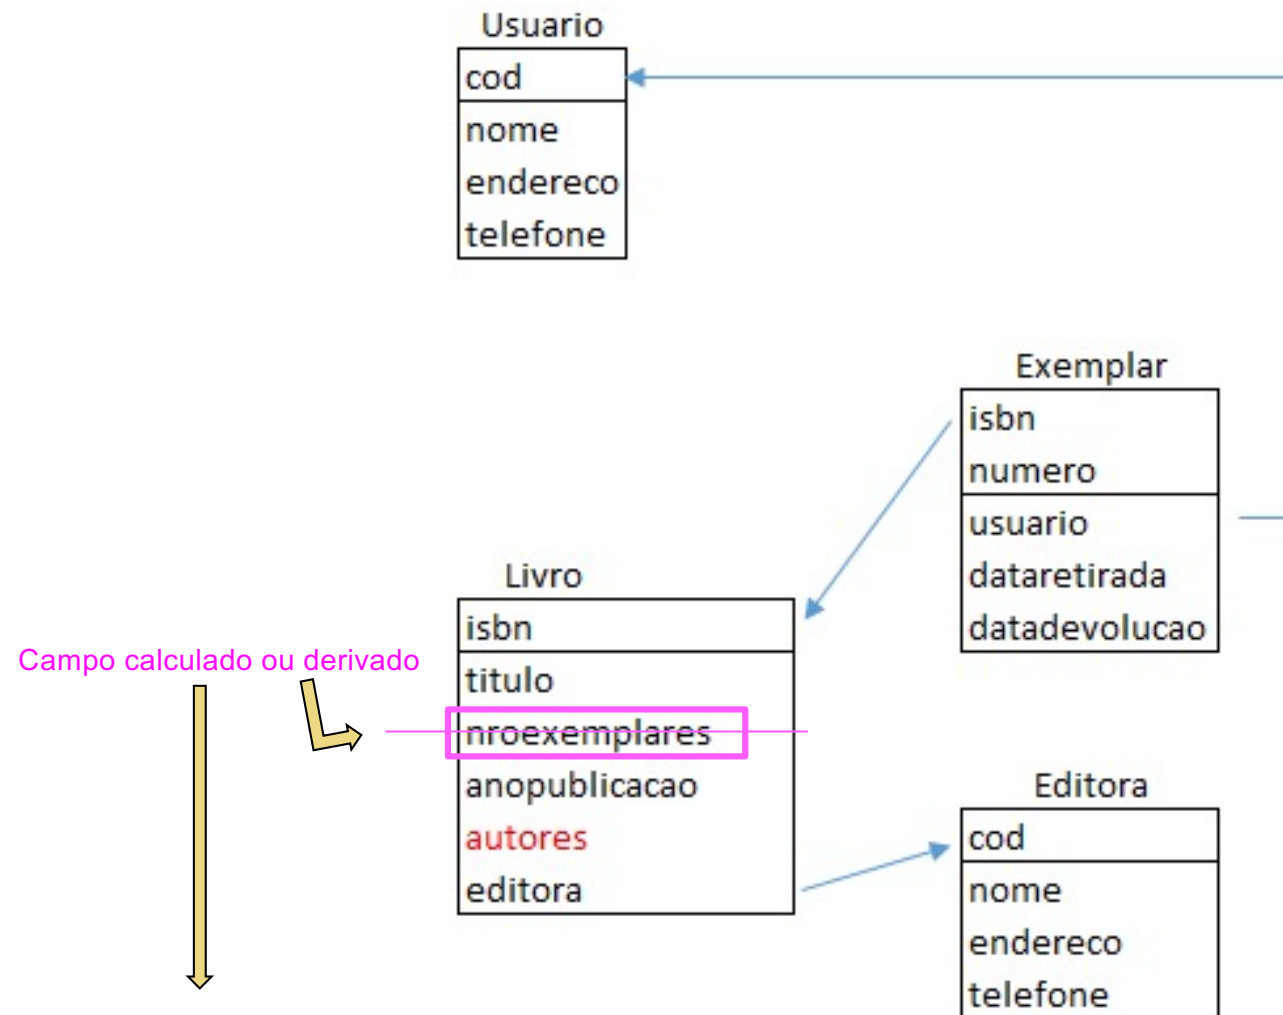 Usuario
cod
nome
endereco
telefone
Exemplar
isbn
numero
usuario
dataretirada
datadevolucao
Livro
isbn
titulo
nroexemplares
anopublicacao
autores
editora
Campo calculado ou derivado
Editora
cod
nome
endereco
telefone